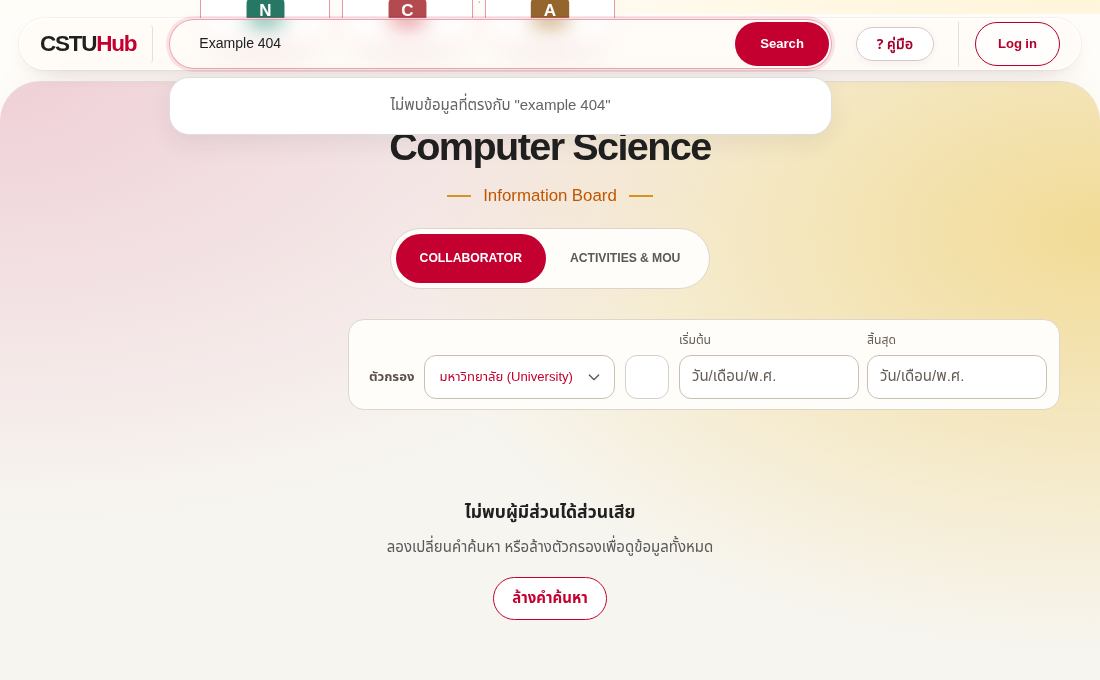 N C A
CSTUHub
Example 404
Search
? คู่มือ
Log in
ไม่พบข้อมูลที่ตรงกับ "example 404"
Computer Science
Information Board
COLLABORATOR
ACTIVITIES & MOU
เริ่มต้น
สิ้นสุด
ตัวกรอง
มหาวิทยาลัย (University)
วัน/เดือน/พ.ศ.
วัน/เดือน/พ.ศ.
ไม่พบผู้มีส่วนได้ส่วนเสีย
ลองเปลี่ยนคำค้นหา หรือล้างตัวกรองเพื่อดูข้อมูลทั้งหมด
ล้างคำค้นหา